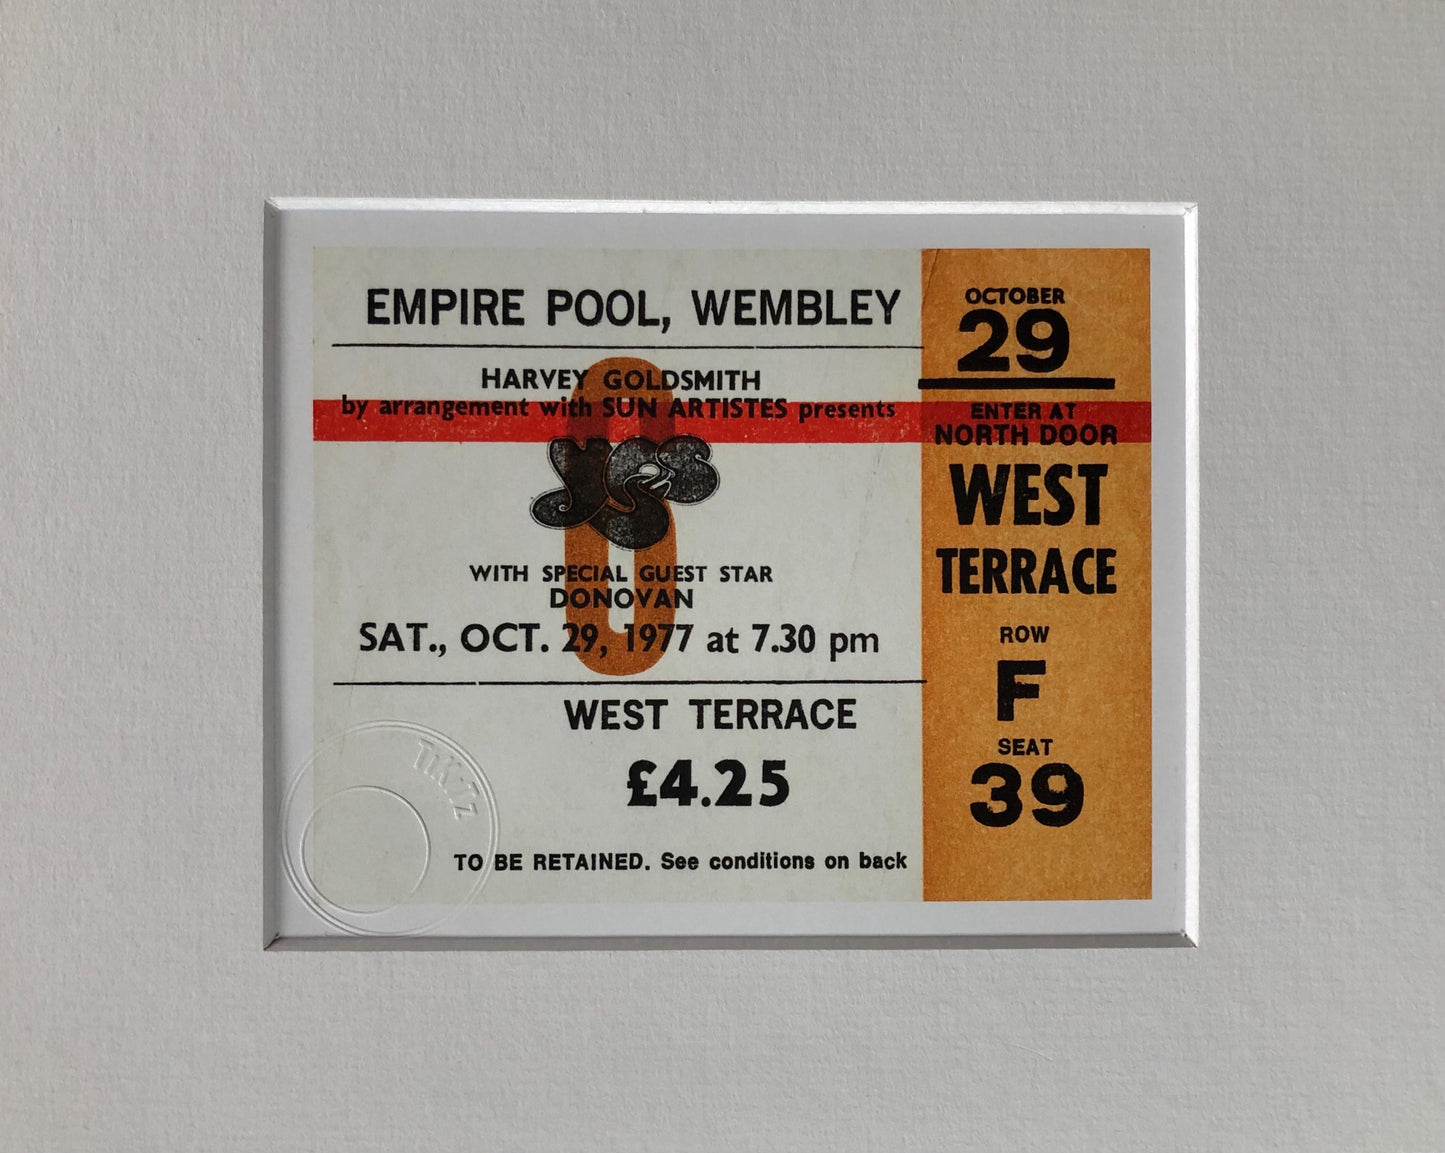 EMPIRE POOL, WEMBLEY
HARVEY GOLDSMITH
by arrangement with SUN ARTISTES presents
yes
WITH SPECIAL GUEST STAR
DONOVAN
SAT., OCT. 29, 1977 at 7.30 pm
WEST TERRACE
£4.25
TO BE RETAINED. See conditions on back
OCTOBER
29
ENTER AT
NORTH DOOR
WEST
TERRACE
ROW
F
SEAT
39